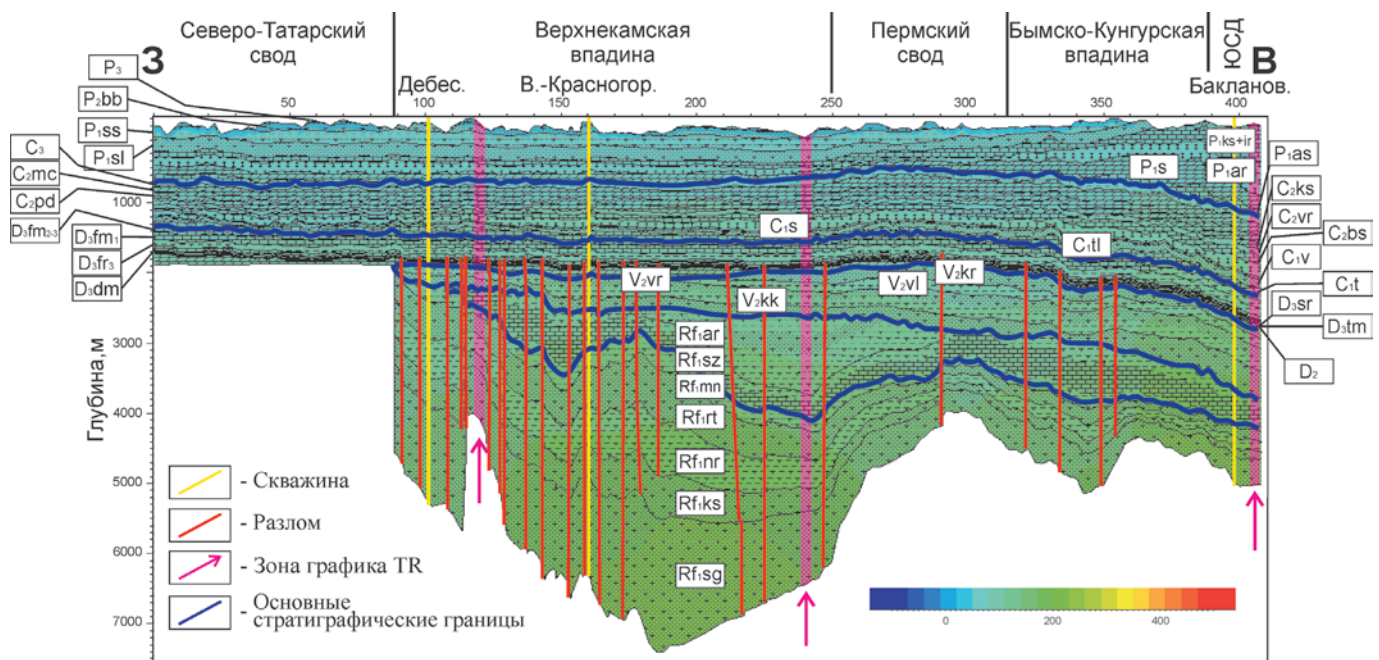 Северо-Татарский
свод
Верхнекамская
впадина
Пермский
свод
Бымско-Кунгурская
впадина
ЮСД
З
В
Дебес.
В.-Красногор.
Бакланов.
50
100
150
200
250
300
350
400
P₃
P₂bb
P₁ss
P₁sl
C₃
C₂mc
C₂pd
D₃fm₂₋₃
D₃fm₁
D₃fr₃
D₃dm
P₁ks+ir
P₁ar
P₁s
P₁as
C₂ks
C₂vr
C₂bs
C₁v
C₁t
D₃sr
D₃tm
D₂
C₁s
C₁tl
V₂vr
V₂kk
V₂vl
V₂kr
Rf₁ar
Rf₁sz
Rf₁mn
Rf₁rt
Rf₁nr
Rf₁ks
Rf₁sg
Глубина,м
1000
3000
4000
5000
6000
7000
- Скважина
- Разлом
- Зона графика TR
- Основные
стратиграфические границы
0
200
400